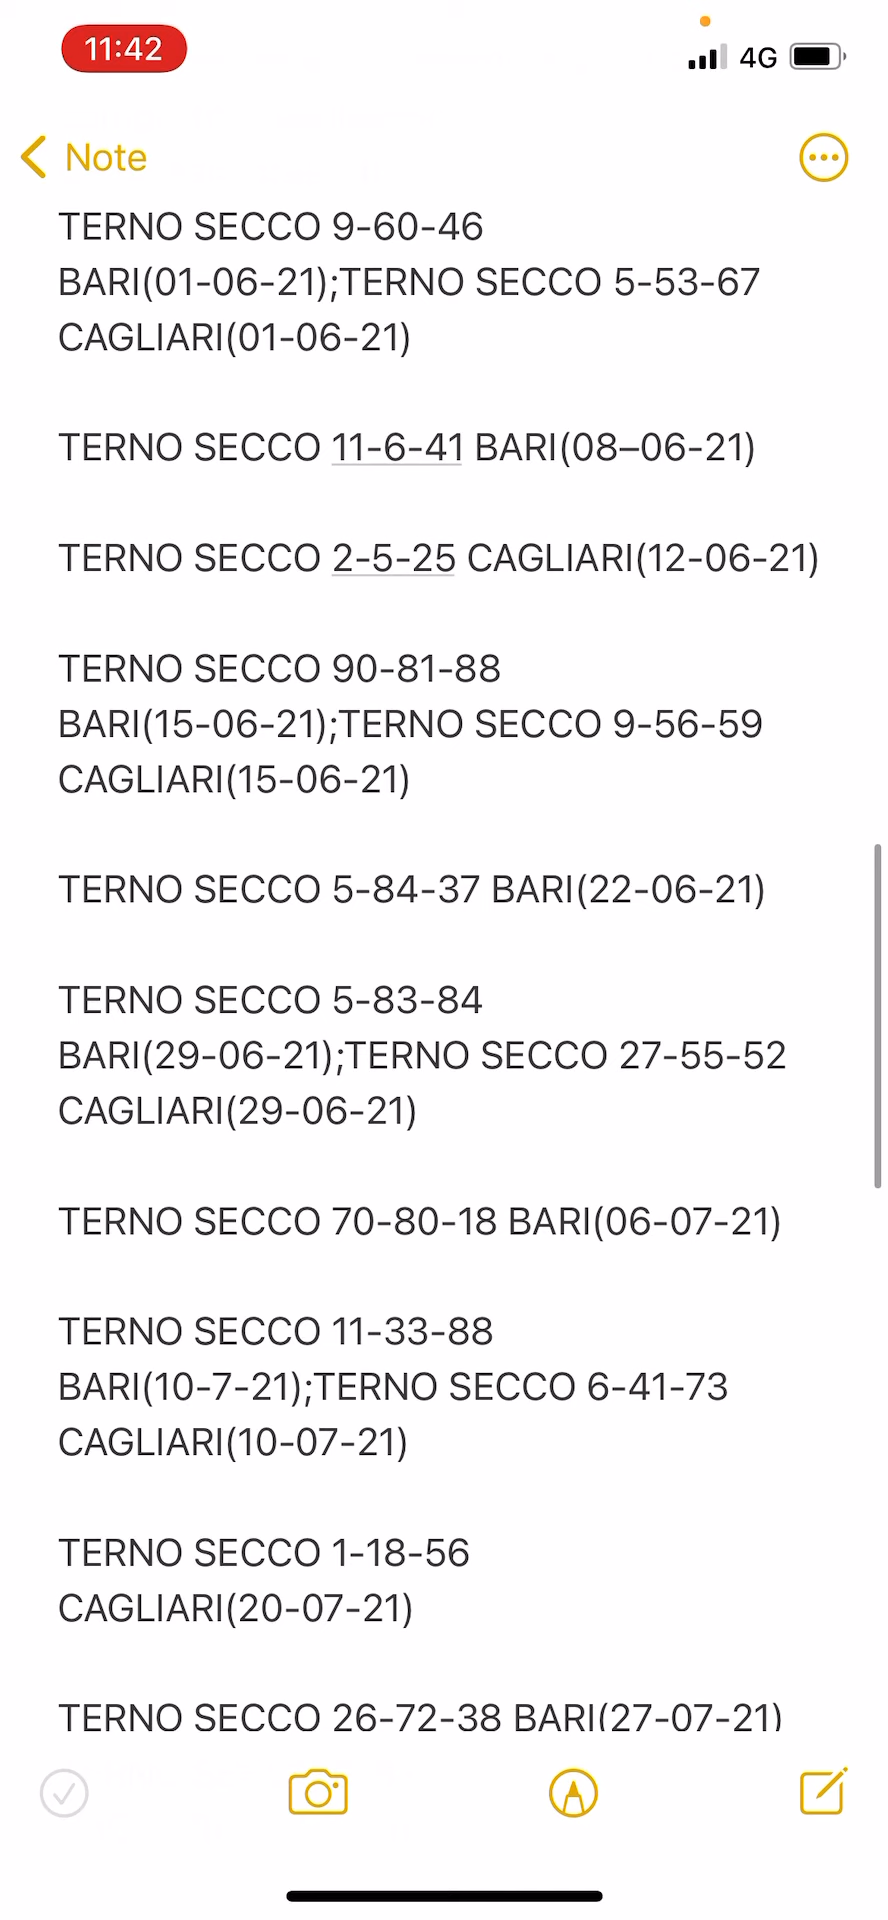 11:42
4G
Note
TERNO SECCO 9-60-46
BARI(01-06-21);TERNO SECCO 5-53-67
CAGLIARI(01-06-21)
TERNO SECCO 11-6-41 BARI(08–06-21)
TERNO SECCO 2-5-25 CAGLIARI(12-06-21)
TERNO SECCO 90-81-88
BARI(15-06-21);TERNO SECCO 9-56-59
CAGLIARI(15-06-21)
TERNO SECCO 5-84-37 BARI(22-06-21)
TERNO SECCO 5-83-84
BARI(29-06-21);TERNO SECCO 27-55-52
CAGLIARI(29-06-21)
TERNO SECCO 70-80-18 BARI(06-07-21)
TERNO SECCO 11-33-88
BARI(10-7-21);TERNO SECCO 6-41-73
CAGLIARI(10-07-21)
TERNO SECCO 1-18-56
CAGLIARI(20-07-21)
TERNO SECCO 26-72-38 BARI(27-07-21)